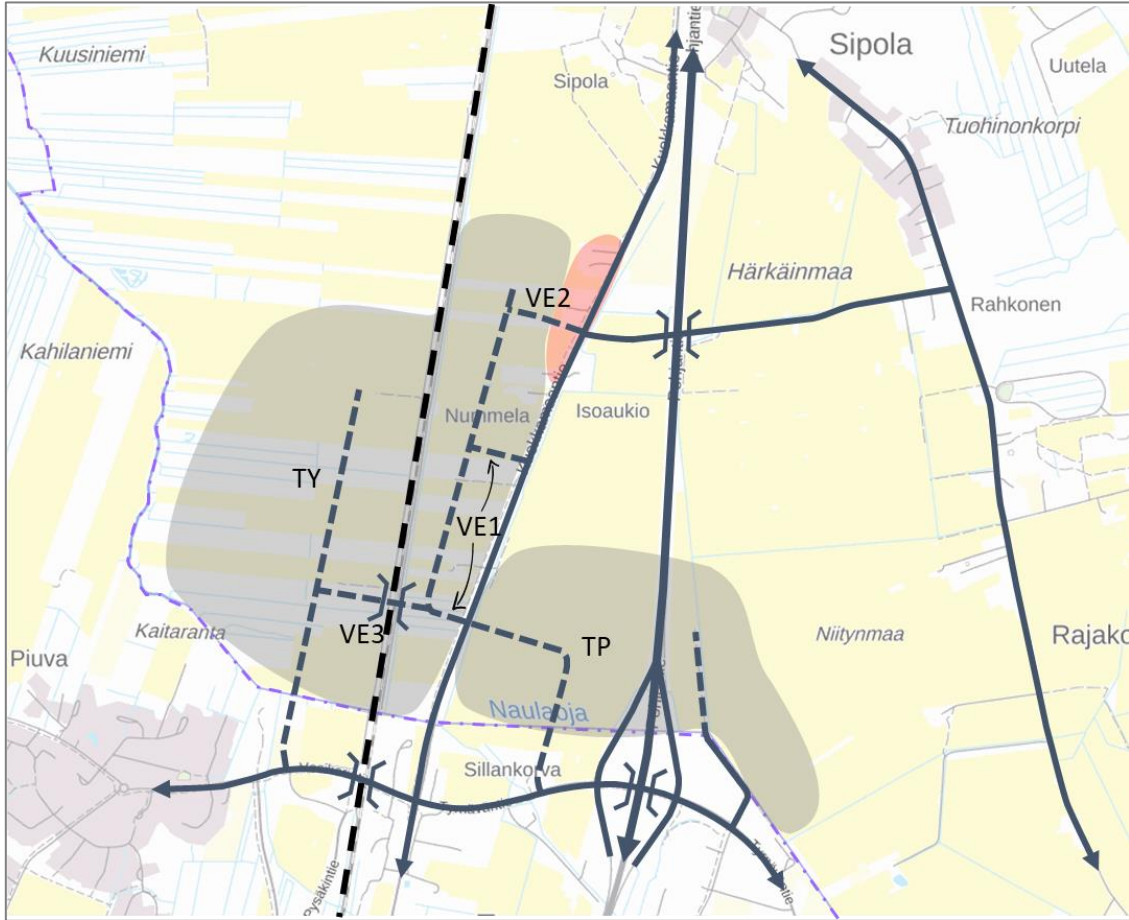 Kuusiniemi
Sipola
Sipola
Uutela
Tuohinonkorpi
Härkäinmaa
Rahkonen
VE2
Kahilaniemi
Nummela
Isoaukio
TY
VE1
Kaitaranta
VE3
TP
Niitynmaa
Rajako
Piuva
Naulaoja
Sillankorva
Pysäkintie